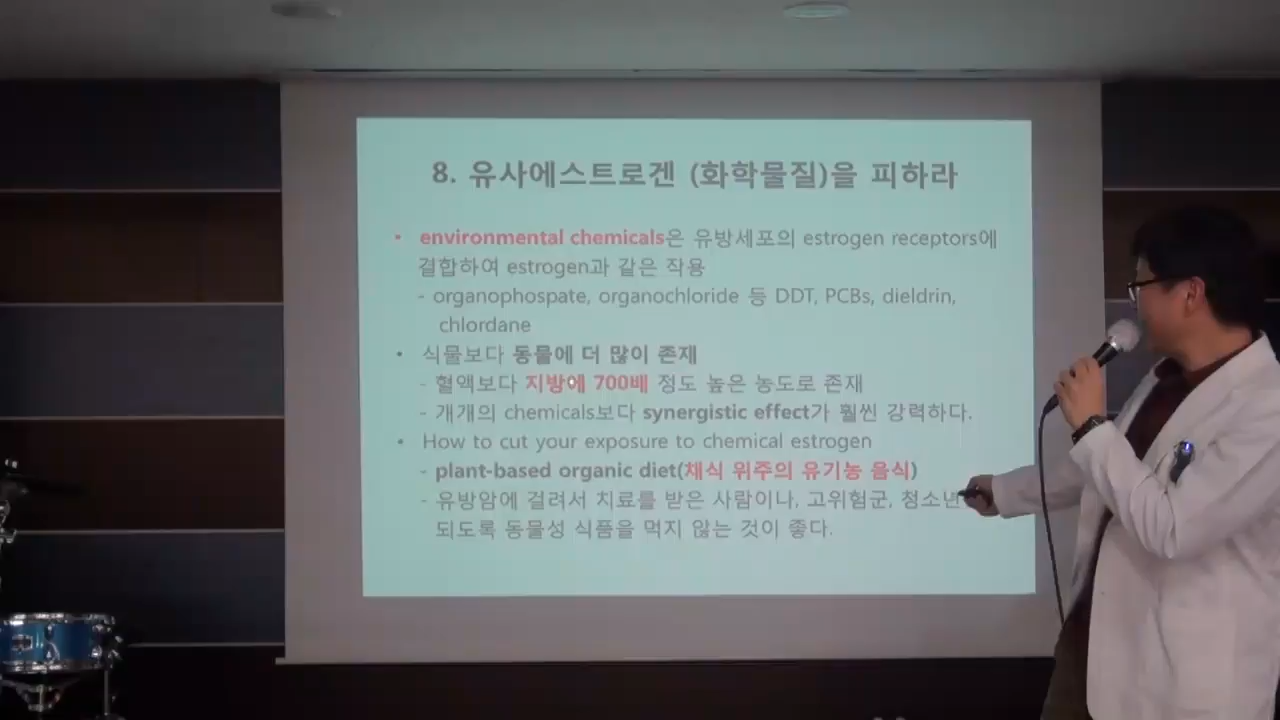 8. 유사에스트로겐 (화학물질)을 피하라
• environmental chemicals은 유방세포의 estrogen receptors에
결합하여 estrogen과 같은 작용
- organophospate, organochloride 등 DDT, PCBs, dieldrin,
chlordane
• 식물보다 동물에 더 많이 존재
- 혈액보다 지방에 700배 정도 높은 농도로 존재
- 개개의 chemicals보다 synergistic effect가 훨씬 강력하다.
• How to cut your exposure to chemical estrogen
- plant-based organic diet(채식 위주의 유기농 음식)
- 유방암에 걸려서 치료를 받은 사람이나, 고위험군, 청소년
되도록 동물성 식품을 먹지 않는 것이 좋다.